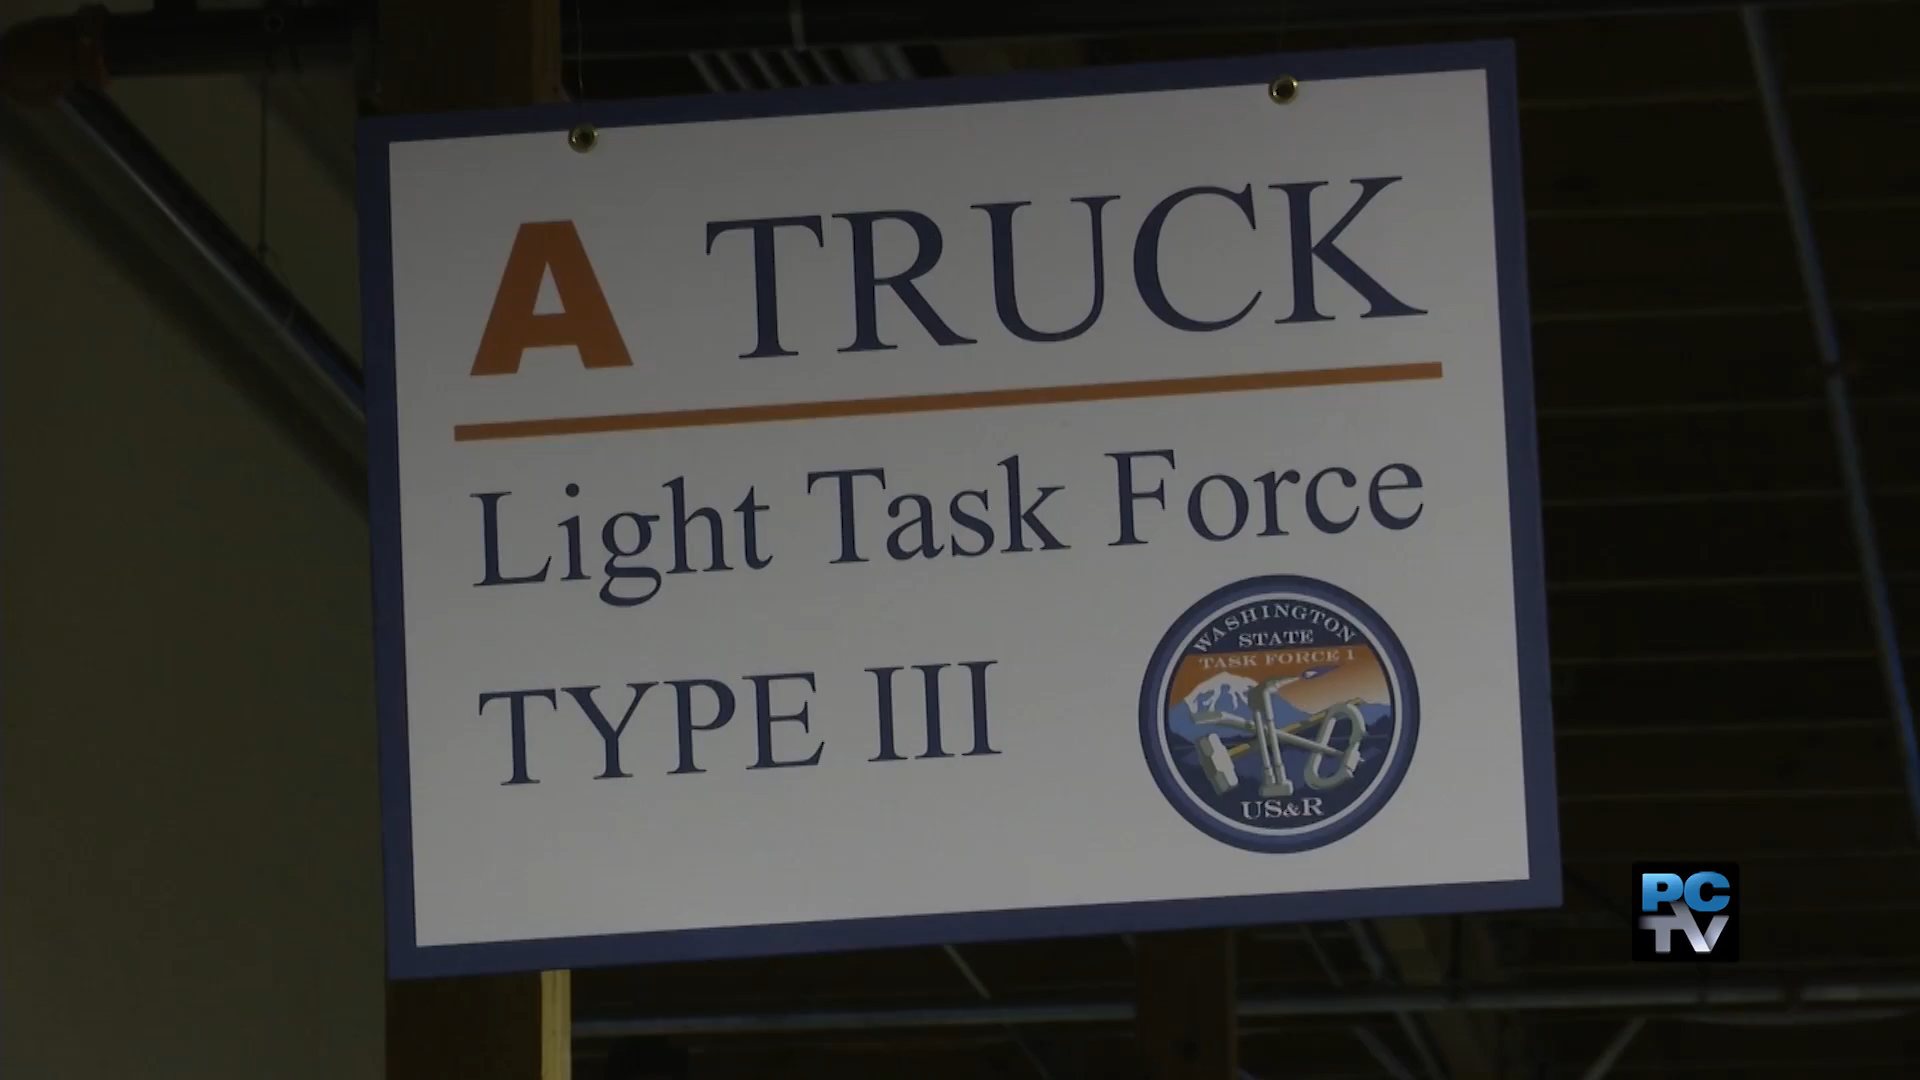 A TRUCK
Light Task Force
TYPE III
WASHINGTON
STATE
TASK FORCE 1
US&R
PC
TV